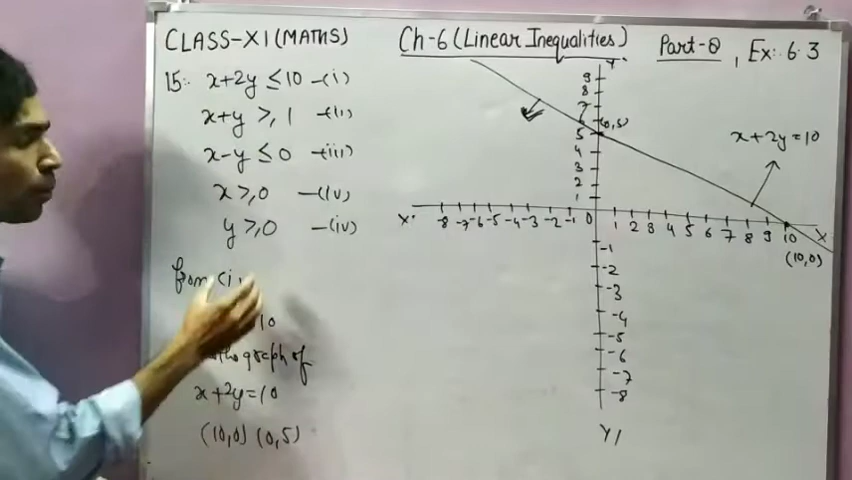 CLASS-XI (MATHS) Ch-6 (Linear Inequalities) Part-8, Ex:- 6.3
15:- x+2y ≤ 10 -(i)
x+y >, 1 -(ii)
x-y ≤ 0 -(iii)
x >, 0 -(iv)
y >, 0 -(iv)
from (i)
10
graph of
x+2y=10
(10,0) (0,5)
Y
9
8
7
6
5 (0,5)
4
3
2
1
x+2y=10
X' -8 -7 -6 -5 -4 -3 -2 -1 0 1 2 3 4 5 6 7 8 9 10 X
(10,0)
-1
-2
-3
-4
-5
-6
-7
-8
Y'